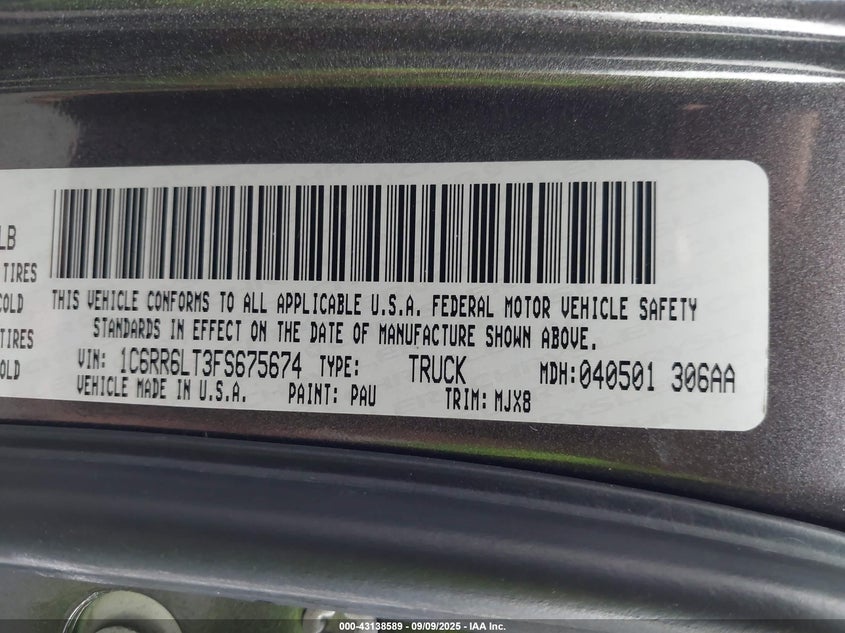 LB
TIRES
COLD
TIRES
OLD
THIS VEHICLE CONFORMS TO ALL APPLICABLE U.S.A. FEDERAL MOTOR VEHICLE SAFETY
STANDARDS IN EFFECT ON THE DATE OF MANUFACTURE SHOWN ABOVE.
VIN: 1C6RR6LT3FS675674 TYPE: TRUCK MDH: 040501 306AA
VEHICLE MADE IN U.S.A. PAINT: PAU TRIM: MJX8
000-43138589 - 09/09/2025 - IAA Inc.